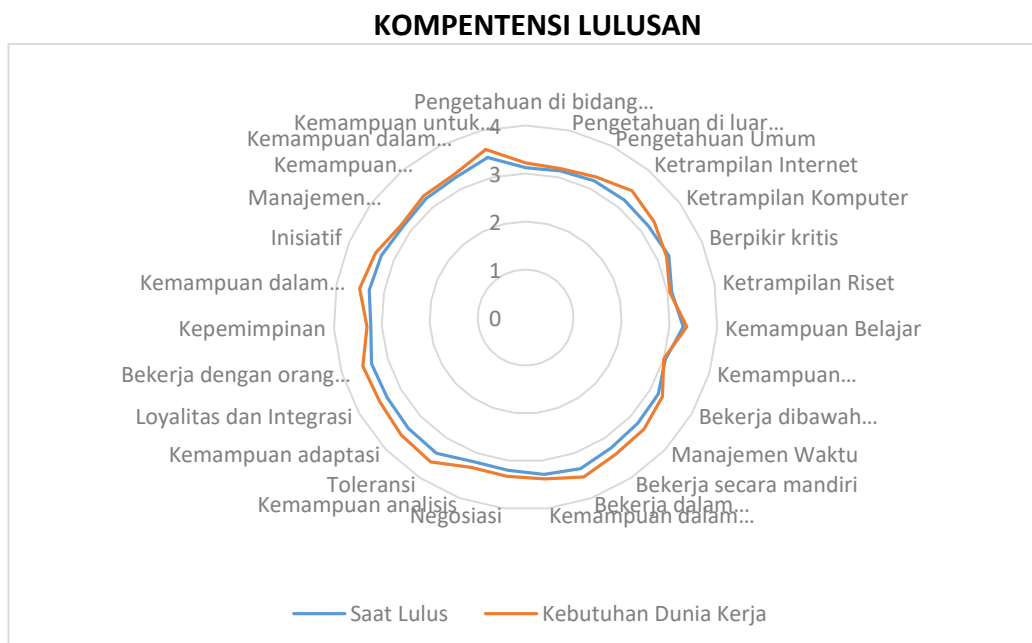 KOMPENTENSI LULUSAN
Pengetahuan di bidang...
Pengetahuan di luar...
Pengetahuan Umum
Ketrampilan Internet
Ketrampilan Komputer
Berpikir kritis
Ketrampilan Riset
Kemampuan Belajar
Kemampuan...
Bekerja dibawah...
Manajemen Waktu
Bekerja secara mandiri
Bekerja dalam...
Kemampuan dalam...
Negosiasi
Kemampuan analisis
Toleransi
Kemampuan adaptasi
Loyalitas dan Integrasi
Bekerja dengan orang...
Kepemimpinan
Kemampuan dalam...
Inisiatif
Manajemen...
Kemampuan...
Kemampuan dalam...
Kemampuan untuk...
4
3
2
1
0
Saat Lulus
Kebutuhan Dunia Kerja